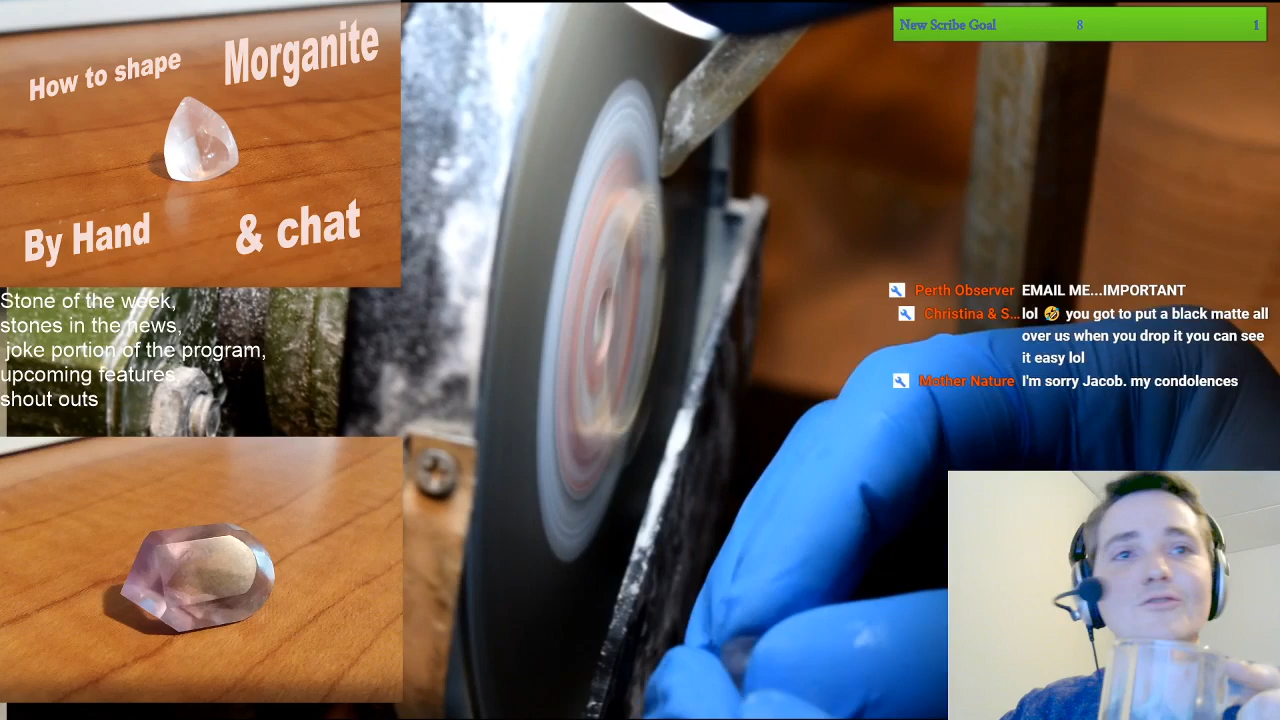 How to shape
Morganite
By Hand
& chat
Stone of the week,
stones in the news,
joke portion of the program,
upcoming features,
shout outs
New Scribe Goal 8 1
Perth Observer EMAIL ME...IMPORTANT
Christina & S... lol 🤣 you got to put a black matte all
over us when you drop it you can see
it easy lol
Mother Nature I'm sorry Jacob. my condolences